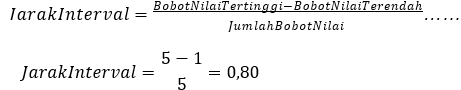 JarakInterval = BobotNilaiTertinggi−BobotNilaiTerendah / JumlahBobotNilai ……
JarakInterval = 5 − 1 / 5 = 0,80